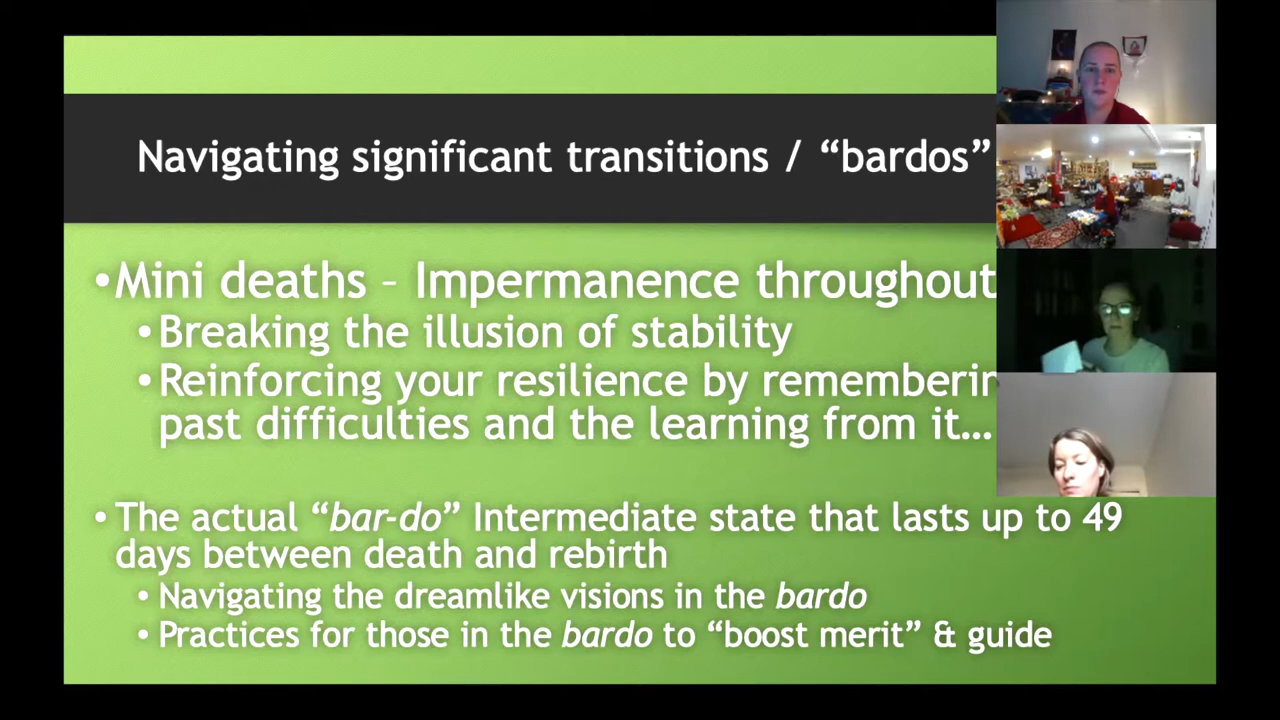 Navigating significant transitions / “bardos”
•Mini deaths – Impermanence throughout
•Breaking the illusion of stability
•Reinforcing your resilience by rememberin
past difficulties and the learning from it…
•The actual “bar-do” Intermediate state that lasts up to 49
days between death and rebirth
•Navigating the dreamlike visions in the bardo
•Practices for those in the bardo to “boost merit” & guide